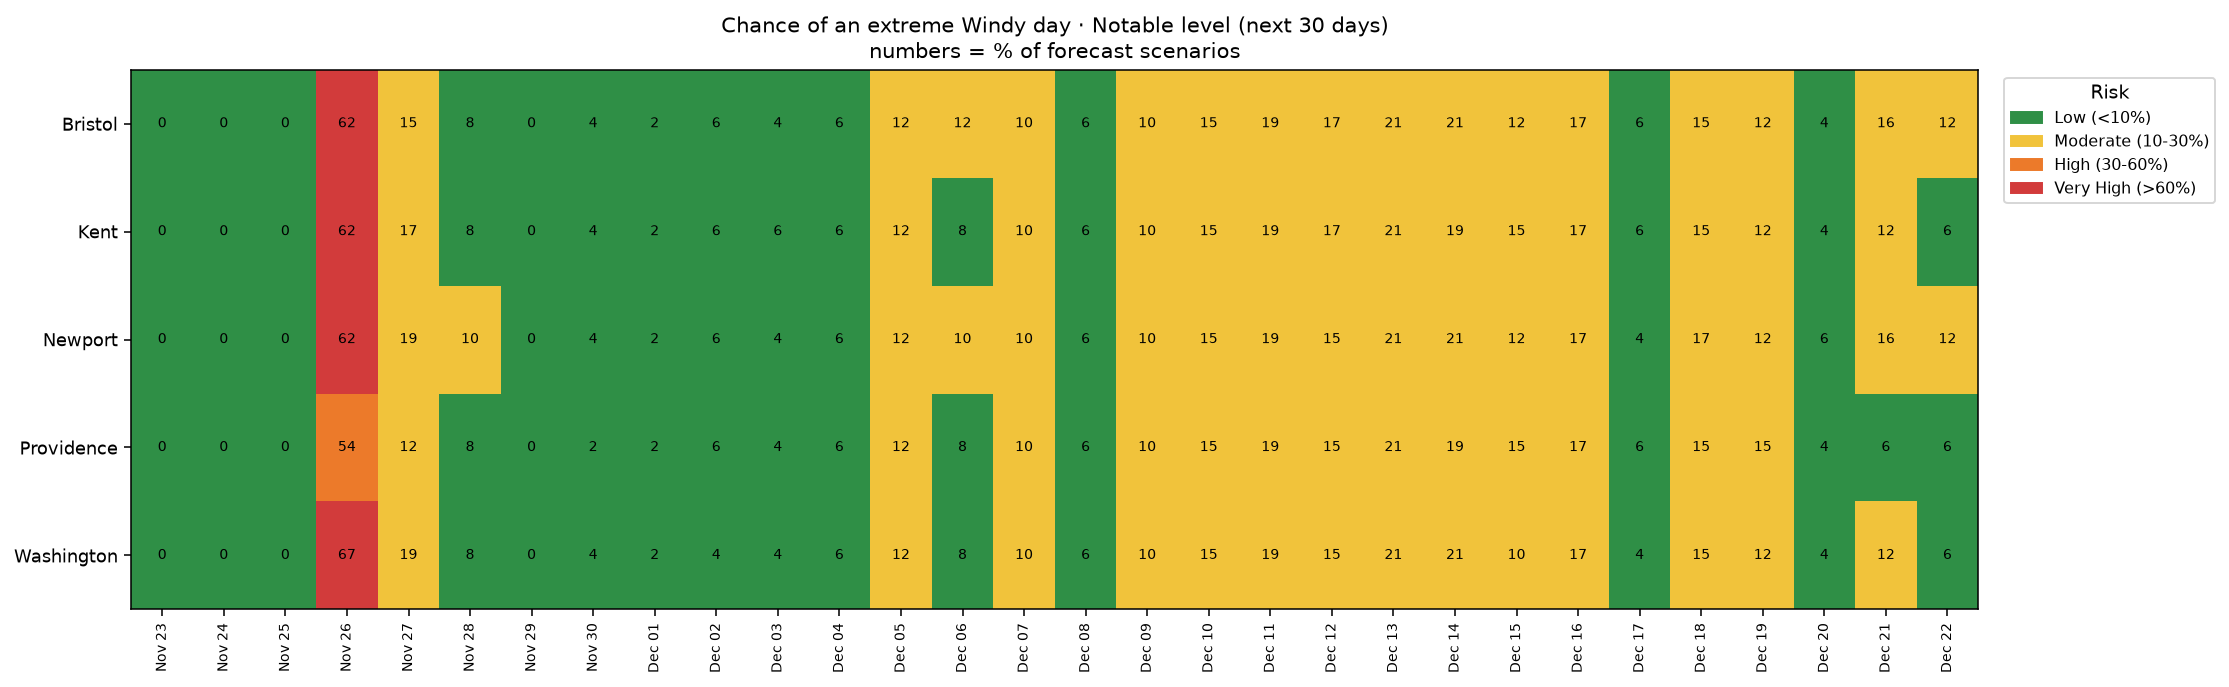 Chance of an extreme Windy day · Notable level (next 30 days)
numbers = % of forecast scenarios
Risk
Low (<10%)
Moderate (10-30%)
High (30-60%)
Very High (>60%)
Bristol 0 0 0 62 15 8 0 4 2 6 4 6 12 12 10 6 10 15 19 17 21 21 12 17 6 15 12 4 16 12
Kent 0 0 0 62 17 8 0 4 2 6 6 6 12 8 10 6 10 15 19 17 21 19 15 17 6 15 12 4 12 6
Newport 0 0 0 62 19 10 0 4 2 6 4 6 12 10 10 6 10 15 19 15 21 21 12 17 4 17 12 6 16 12
Providence 0 0 0 54 12 8 0 2 2 6 4 6 12 8 10 6 10 15 19 15 21 19 15 17 6 15 15 4 6 6
Washington 0 0 0 67 19 8 0 4 2 4 4 6 12 8 10 6 10 15 19 15 21 21 10 17 4 15 12 4 12 6
Nov 23 Nov 24 Nov 25 Nov 26 Nov 27 Nov 28 Nov 29 Nov 30 Dec 01 Dec 02 Dec 03 Dec 04 Dec 05 Dec 06 Dec 07 Dec 08 Dec 09 Dec 10 Dec 11 Dec 12 Dec 13 Dec 14 Dec 15 Dec 16 Dec 17 Dec 18 Dec 19 Dec 20 Dec 21 Dec 22